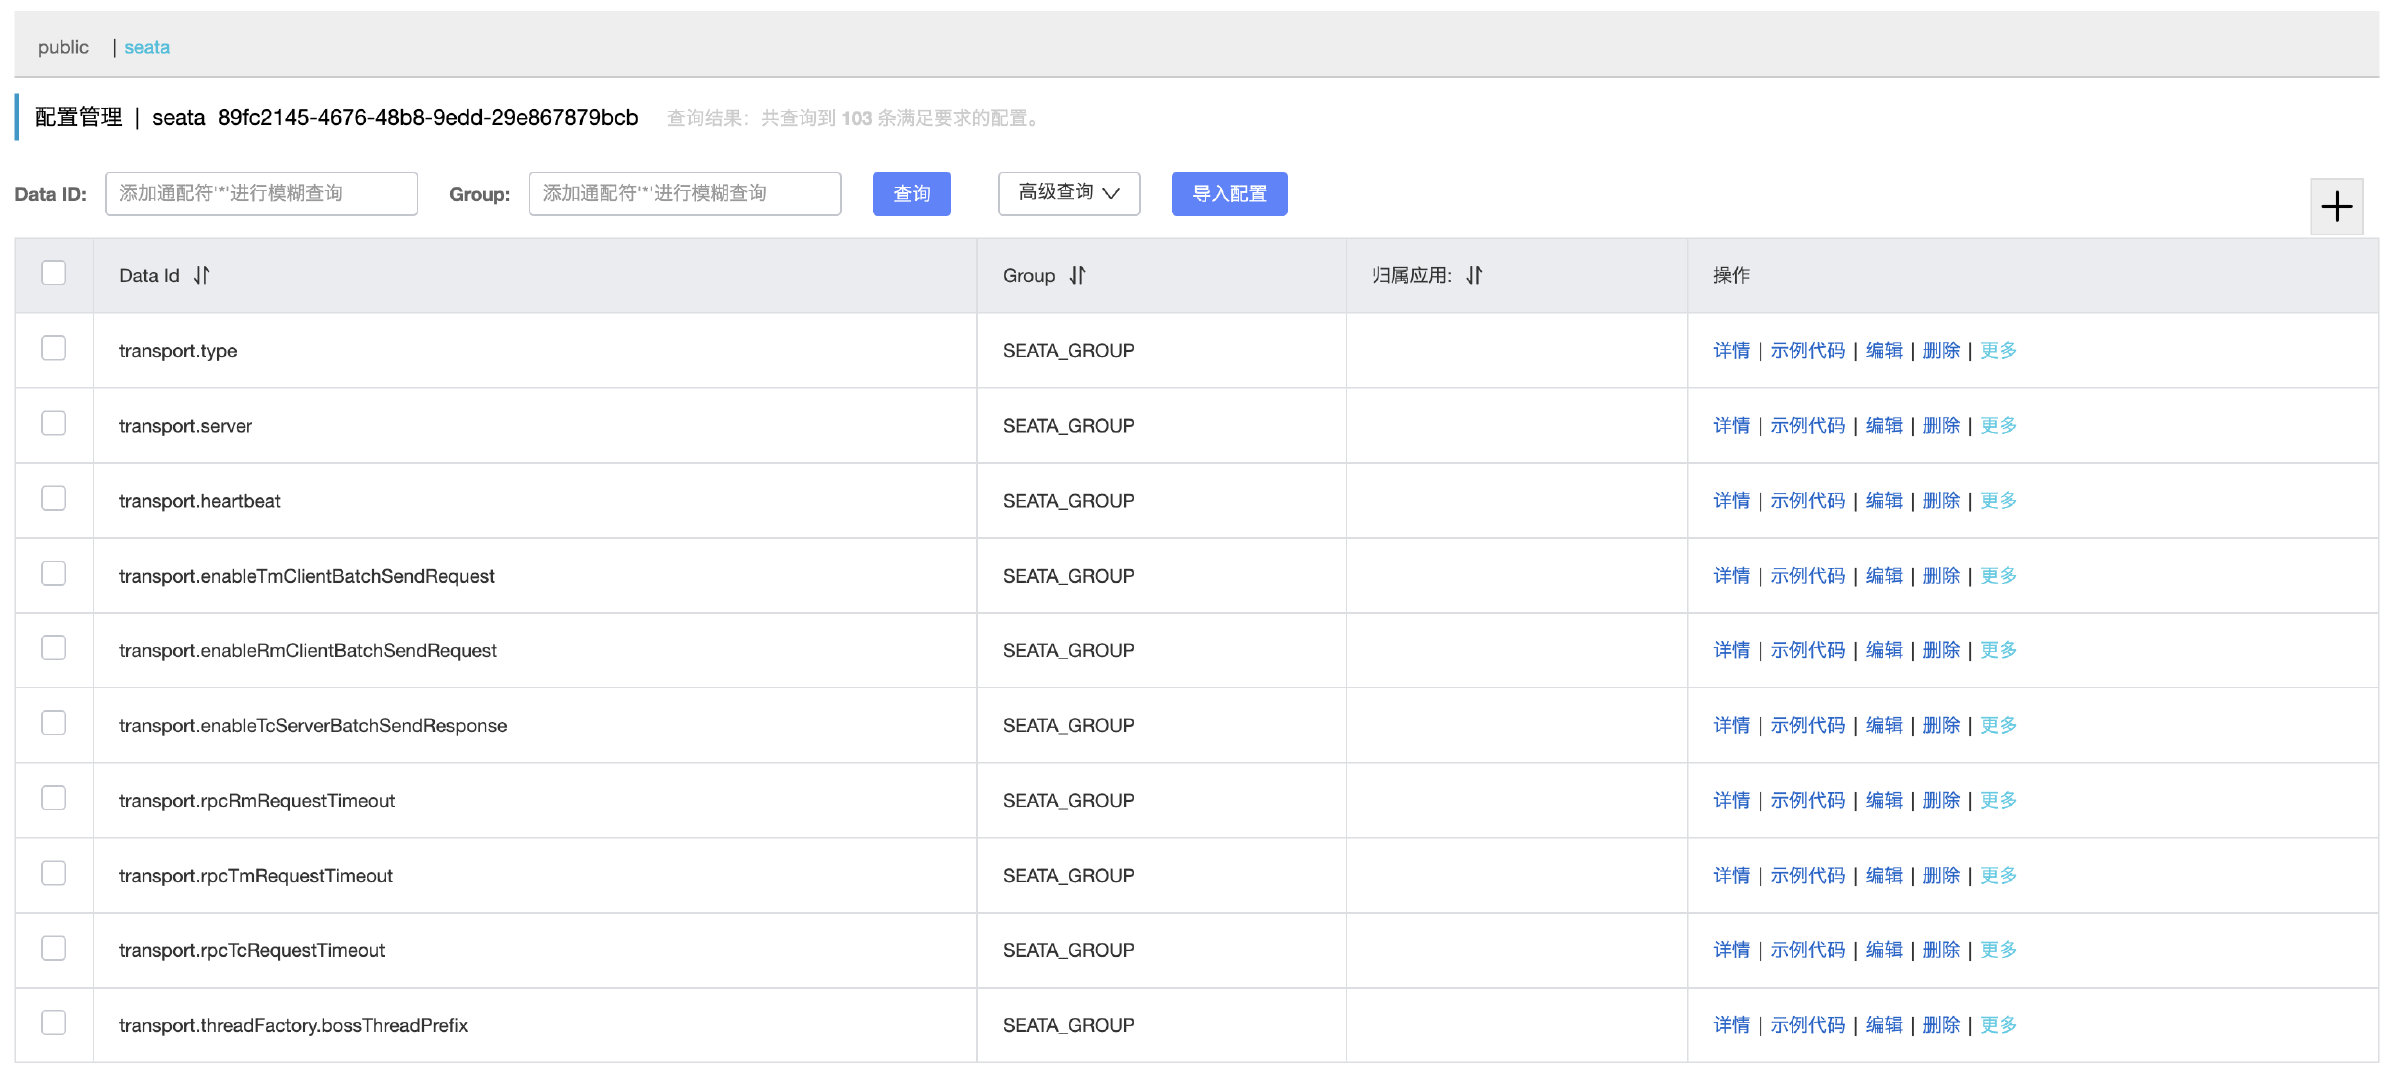 public | seata
配置管理 | seata 89fc2145-4676-48b8-9edd-29e867879bcb 查询结果：共查询到 103 条满足要求的配置。
Data ID: 添加通配符'*'进行模糊查询 Group: 添加通配符'*'进行模糊查询 查询 高级查询 导入配置
Data Id Group 归属应用: 操作
transport.type SEATA_GROUP 详情 | 示例代码 | 编辑 | 删除 | 更多
transport.server SEATA_GROUP 详情 | 示例代码 | 编辑 | 删除 | 更多
transport.heartbeat SEATA_GROUP 详情 | 示例代码 | 编辑 | 删除 | 更多
transport.enableTmClientBatchSendRequest SEATA_GROUP 详情 | 示例代码 | 编辑 | 删除 | 更多
transport.enableRmClientBatchSendRequest SEATA_GROUP 详情 | 示例代码 | 编辑 | 删除 | 更多
transport.enableTcServerBatchSendResponse SEATA_GROUP 详情 | 示例代码 | 编辑 | 删除 | 更多
transport.rpcRmRequestTimeout SEATA_GROUP 详情 | 示例代码 | 编辑 | 删除 | 更多
transport.rpcTmRequestTimeout SEATA_GROUP 详情 | 示例代码 | 编辑 | 删除 | 更多
transport.rpcTcRequestTimeout SEATA_GROUP 详情 | 示例代码 | 编辑 | 删除 | 更多
transport.threadFactory.bossThreadPrefix SEATA_GROUP 详情 | 示例代码 | 编辑 | 删除 | 更多